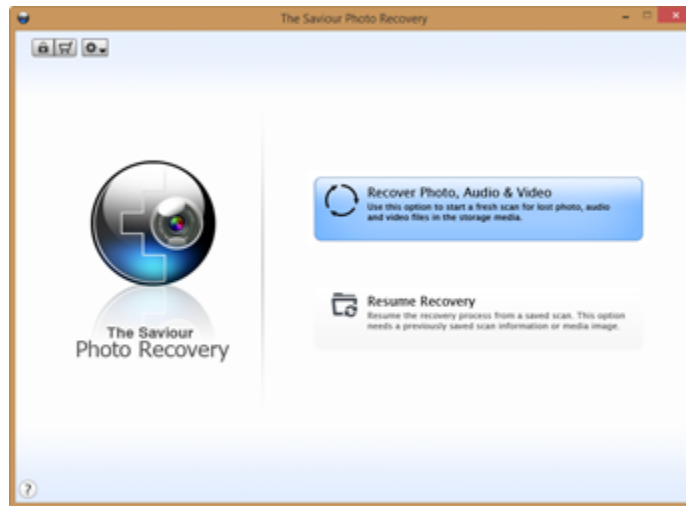 The Saviour Photo Recovery
Recover Photo, Audio & Video
Use this option to start a fresh scan for lost photo, audio
and video files in the storage media.
Resume Recovery
Resume the recovery process from a saved scan. This option
needs a previously saved scan information or media image.
The Saviour
Photo Recovery
?